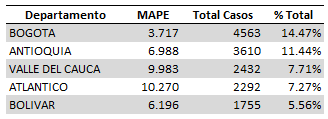 Departamento MAPE Total Casos % Total
BOGOTA 3.717 4563 14.47%
ANTIOQUIA 6.988 3610 11.44%
VALLE DEL CAUCA 9.983 2432 7.71%
ATLANTICO 10.270 2292 7.27%
BOLIVAR 6.196 1755 5.56%